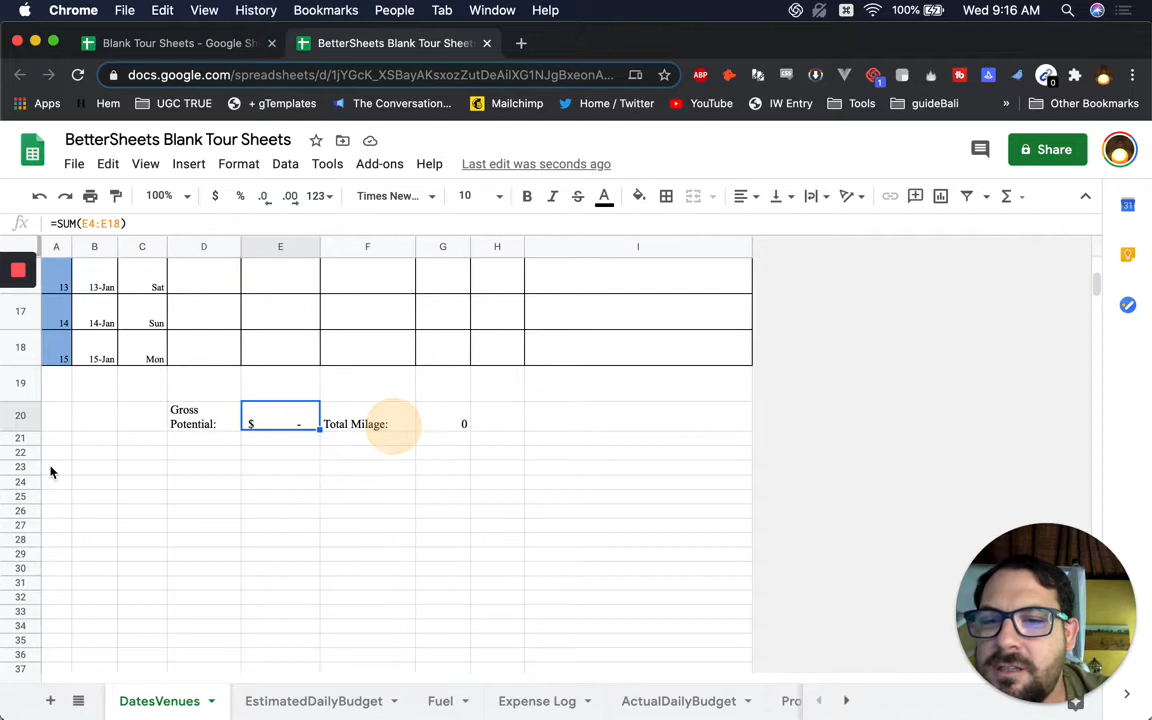 Chrome File Edit View History Bookmarks People Tab Window Help 100% Wed 9:16 AM
Blank Tour Sheets - Google Sh × BetterSheets Blank Tour Sheet × +
docs.google.com/spreadsheets/d/1jYGcK_XSBayAKsxozZutDeAilXG1NJgBxeonA...
Apps Hem UGC TRUE + gTemplates The Conversation... Mailchimp Home / Twitter YouTube IW Entry Tools guideBali » Other Bookmarks
BetterSheets Blank Tour Sheets
Share
File Edit View Insert Format Data Tools Add-ons Help Last edit was seconds ago
100% $ % .0 .00 123 Times New... 10 B I S A
fx =SUM(E4:E18)
A B C D E F G H I
13 13-Jan Sat
17 14 14-Jan Sun
18 15 15-Jan Mon
19
20 Gross Potential: $ - Total Milage: 0
21
22
23
24
25
26
27
28
29
30
31
32
33
34
35
36
37
+ DatesVenues EstimatedDailyBudget Fuel Expense Log ActualDailyBudget Pro